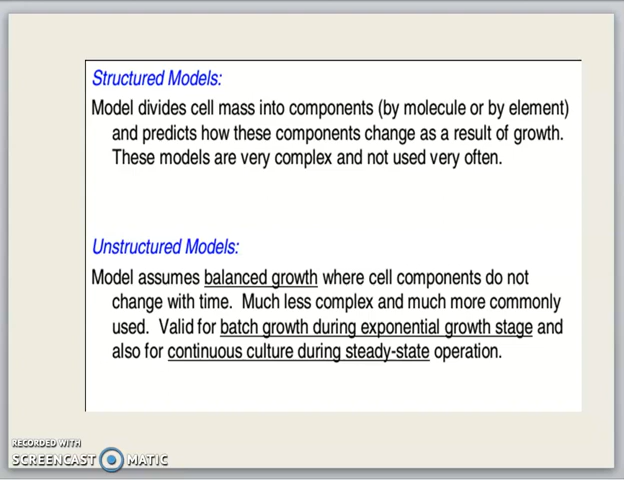 Structured Models:
Model divides cell mass into components (by molecule or by element)
and predicts how these components change as a result of growth.
These models are very complex and not used very often.
Unstructured Models:
Model assumes balanced growth where cell components do not
change with time. Much less complex and much more commonly
used. Valid for batch growth during exponential growth stage and
also for continuous culture during steady-state operation.
RECORDED WITH
SCREENCAST MATIC